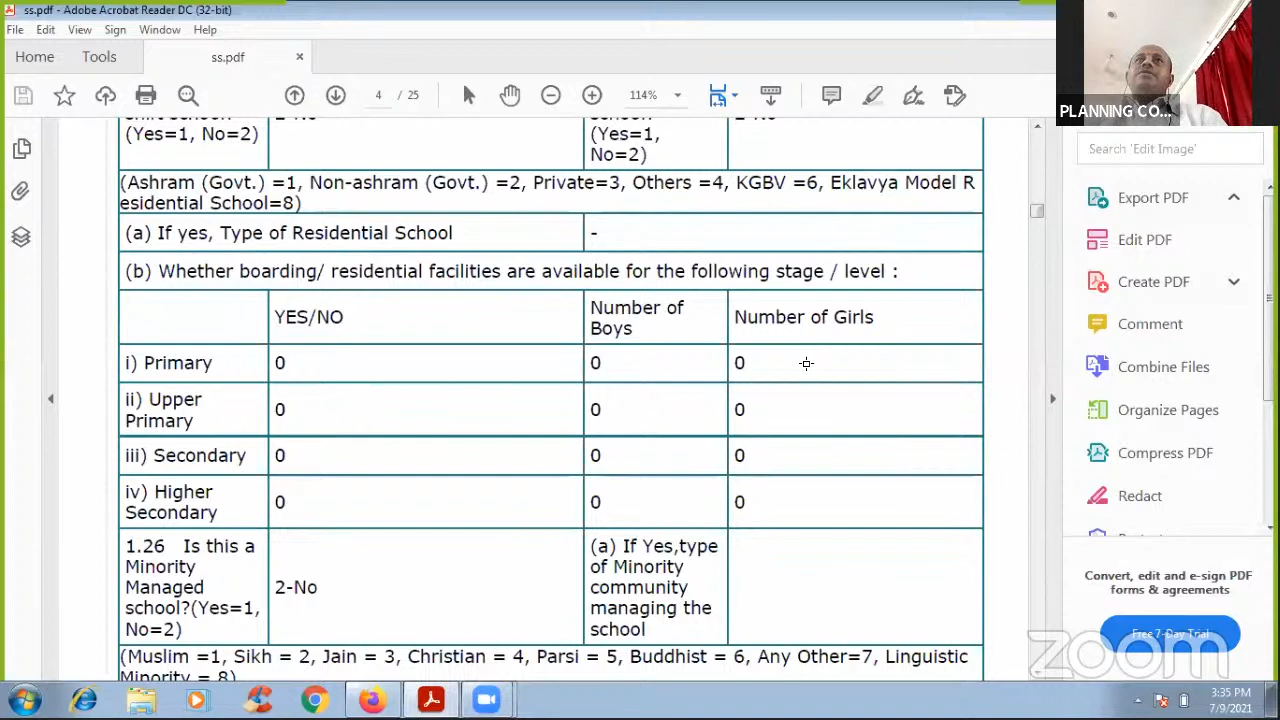 ss.pdf - Adobe Acrobat Reader DC (32-bit)
File Edit View Sign Window Help
Home Tools ss.pdf ×
4 / 25 114%
PLANNING CO...
(Yes=1, No=2)
(Yes=1,
No=2)
(Ashram (Govt.) =1, Non-ashram (Govt.) =2, Private=3, Others =4, KGBV =6, Eklavya Model R
esidential School=8)
(a) If yes, Type of Residential School -
(b) Whether boarding/ residential facilities are available for the following stage / level :
YES/NO
Number of
Boys
Number of Girls
i) Primary 0 0 0
ii) Upper
Primary
0 0 0
iii) Secondary 0 0 0
iv) Higher
Secondary
0 0 0
1.26 Is this a
Minority
Managed
school?(Yes=1,
No=2)
2-No
(a) If Yes,type
of Minority
community
managing the
school
(Muslim =1, Sikh = 2, Jain = 3, Christian = 4, Parsi = 5, Buddhist = 6, Any Other=7, Linguistic
Minority = 8)
Search 'Edit Image'
Export PDF
Edit PDF
Create PDF
Comment
Combine Files
Organize Pages
Compress PDF
Redact
Convert, edit and e-sign PDF
forms & agreements
Free 7-Day Trial
zoom
3:35 PM
7/9/2021